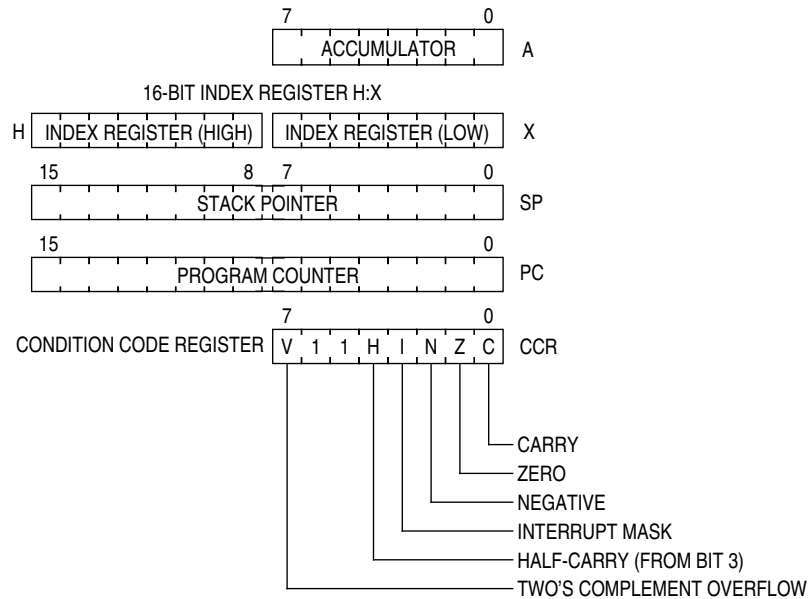 7 0
ACCUMULATOR A
16-BIT INDEX REGISTER H:X
H INDEX REGISTER (HIGH) INDEX REGISTER (LOW) X
15 8 7 0
STACK POINTER SP
15 0
PROGRAM COUNTER PC
7 0
CONDITION CODE REGISTER V 1 1 H I N Z C CCR
CARRY
ZERO
NEGATIVE
INTERRUPT MASK
HALF-CARRY (FROM BIT 3)
TWO'S COMPLEMENT OVERFLOW